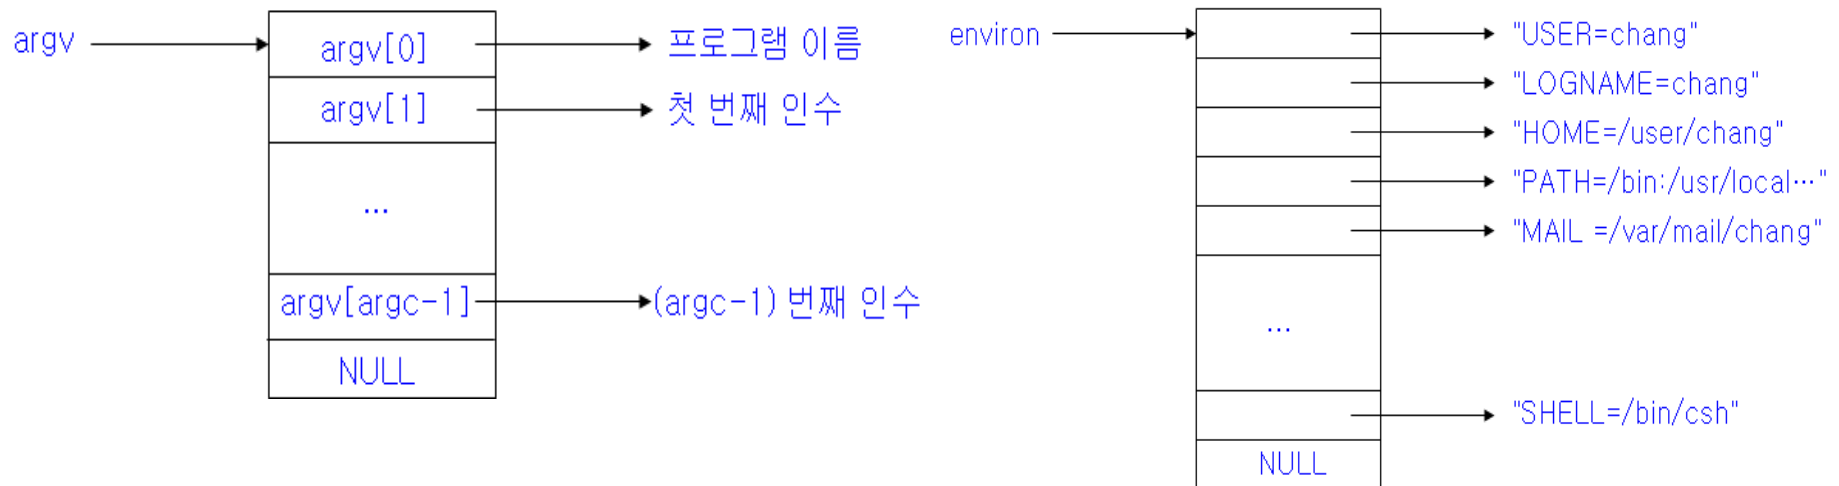 argv
argv[0]
프로그램 이름
argv[1]
첫 번째 인수
...
argv[argc-1]
(argc-1) 번째 인수
NULL
environ
"USER=chang"
"LOGNAME=chang"
"HOME=/user/chang"
"PATH=/bin:/usr/local…"
"MAIL =/var/mail/chang"
...
"SHELL=/bin/csh"
NULL